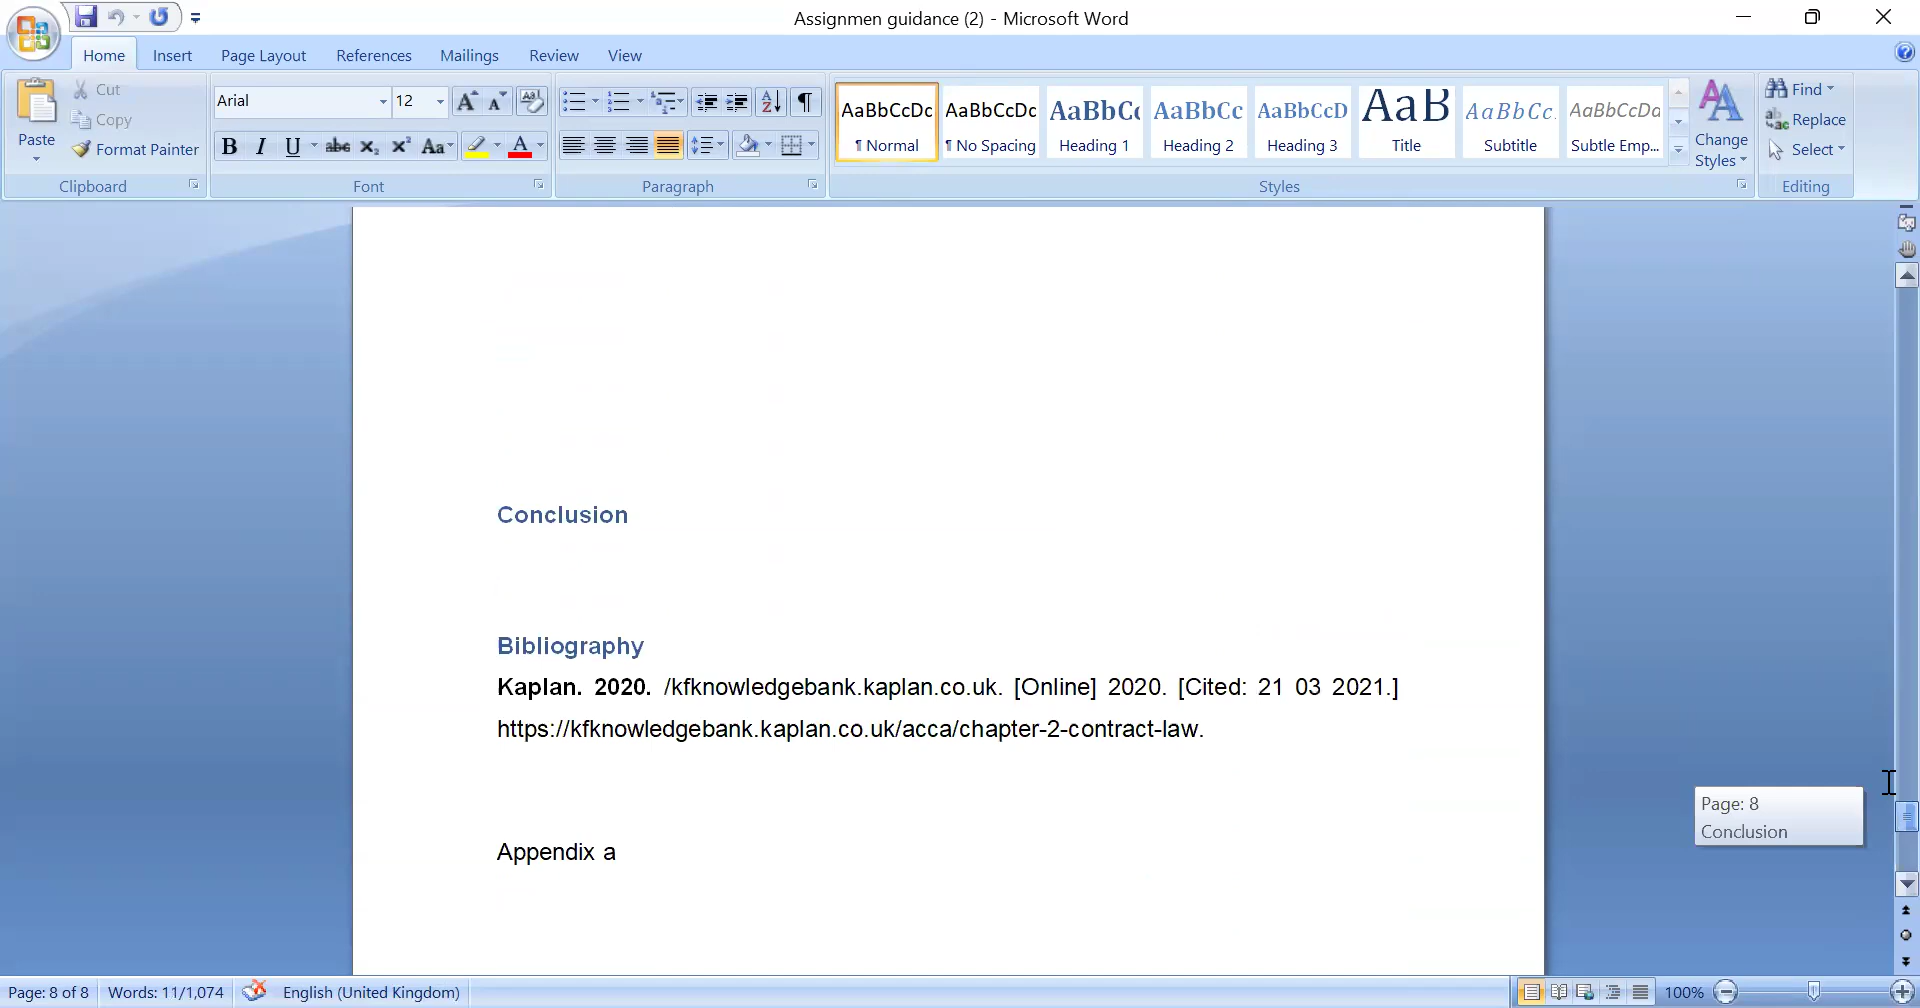 Assignmen guidance (2) - Microsoft Word
Home Insert Page Layout References Mailings Review View
Paste
Cut
Copy
Format Painter
Clipboard
Arial 12
Font
Paragraph
AaBbCcDc AaBbCcDc AaBbCc AaBbCc AaBbCcD AaB AaBbCc. AaBbCcDa
¶ Normal ¶ No Spacing Heading 1 Heading 2 Heading 3 Title Subtitle Subtle Emp...
Change
Styles
Styles
Find
Replace
Select
Editing
Conclusion
Bibliography
Kaplan. 2020. /kfknowledgebank.kaplan.co.uk. [Online] 2020. [Cited: 21 03 2021.]
https://kfknowledgebank.kaplan.co.uk/acca/chapter-2-contract-law.
Appendix a
Page: 8
Conclusion
Page: 8 of 8 Words: 11/1,074 English (United Kingdom) 100%